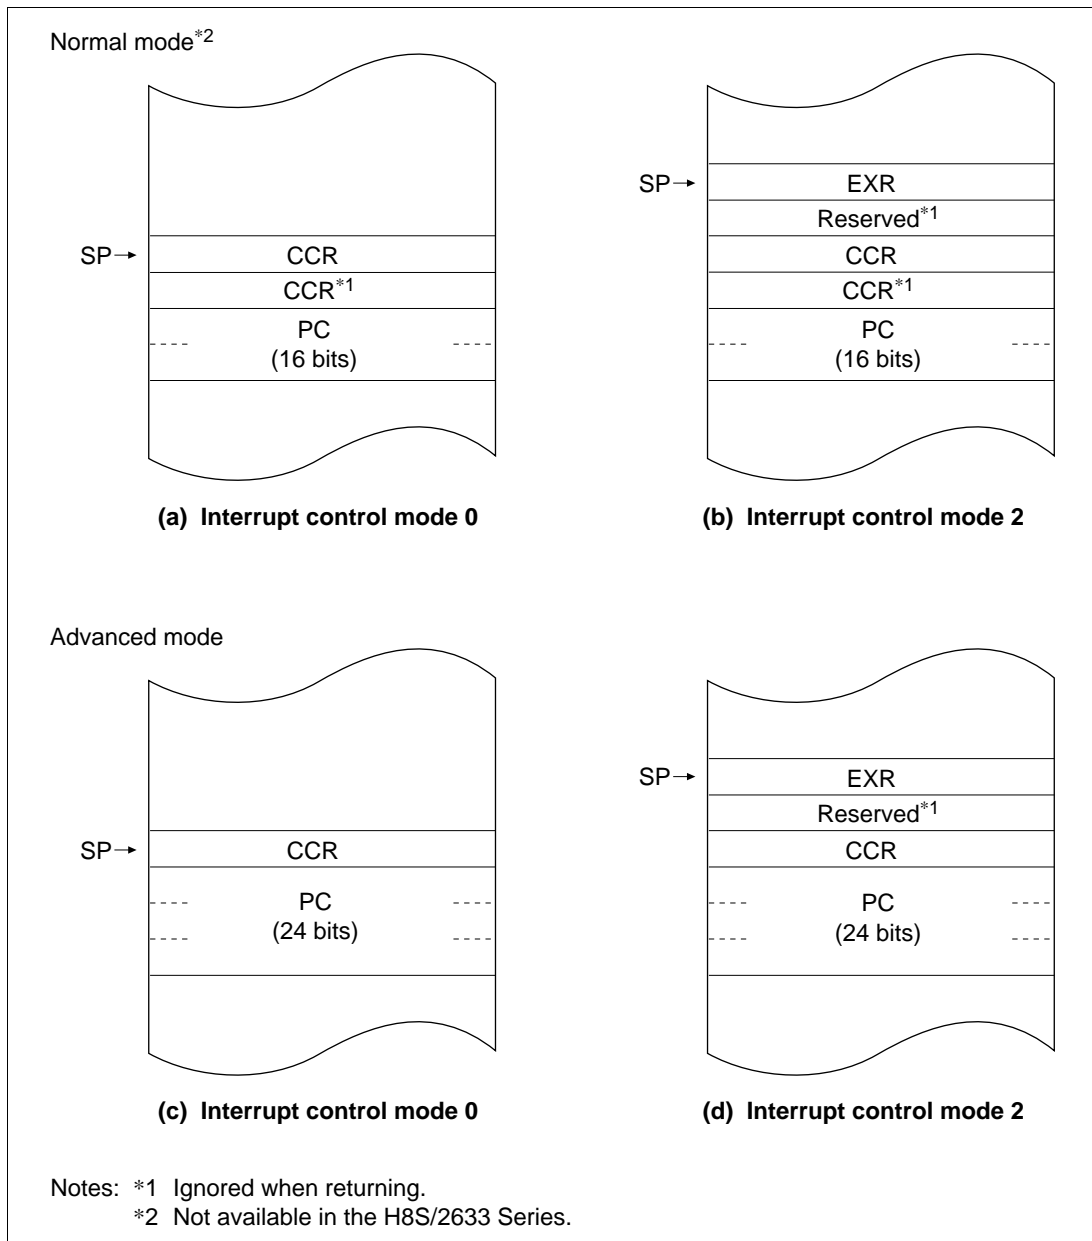 Normal mode*2
SP→ CCR
CCR*1
PC
(16 bits)
(a) Interrupt control mode 0
SP→ EXR
Reserved*1
CCR
CCR*1
PC
(16 bits)
(b) Interrupt control mode 2
Advanced mode
SP→ CCR
PC
(24 bits)
(c) Interrupt control mode 0
SP→ EXR
Reserved*1
CCR
PC
(24 bits)
(d) Interrupt control mode 2
Notes: *1 Ignored when returning.
*2 Not available in the H8S/2633 Series.